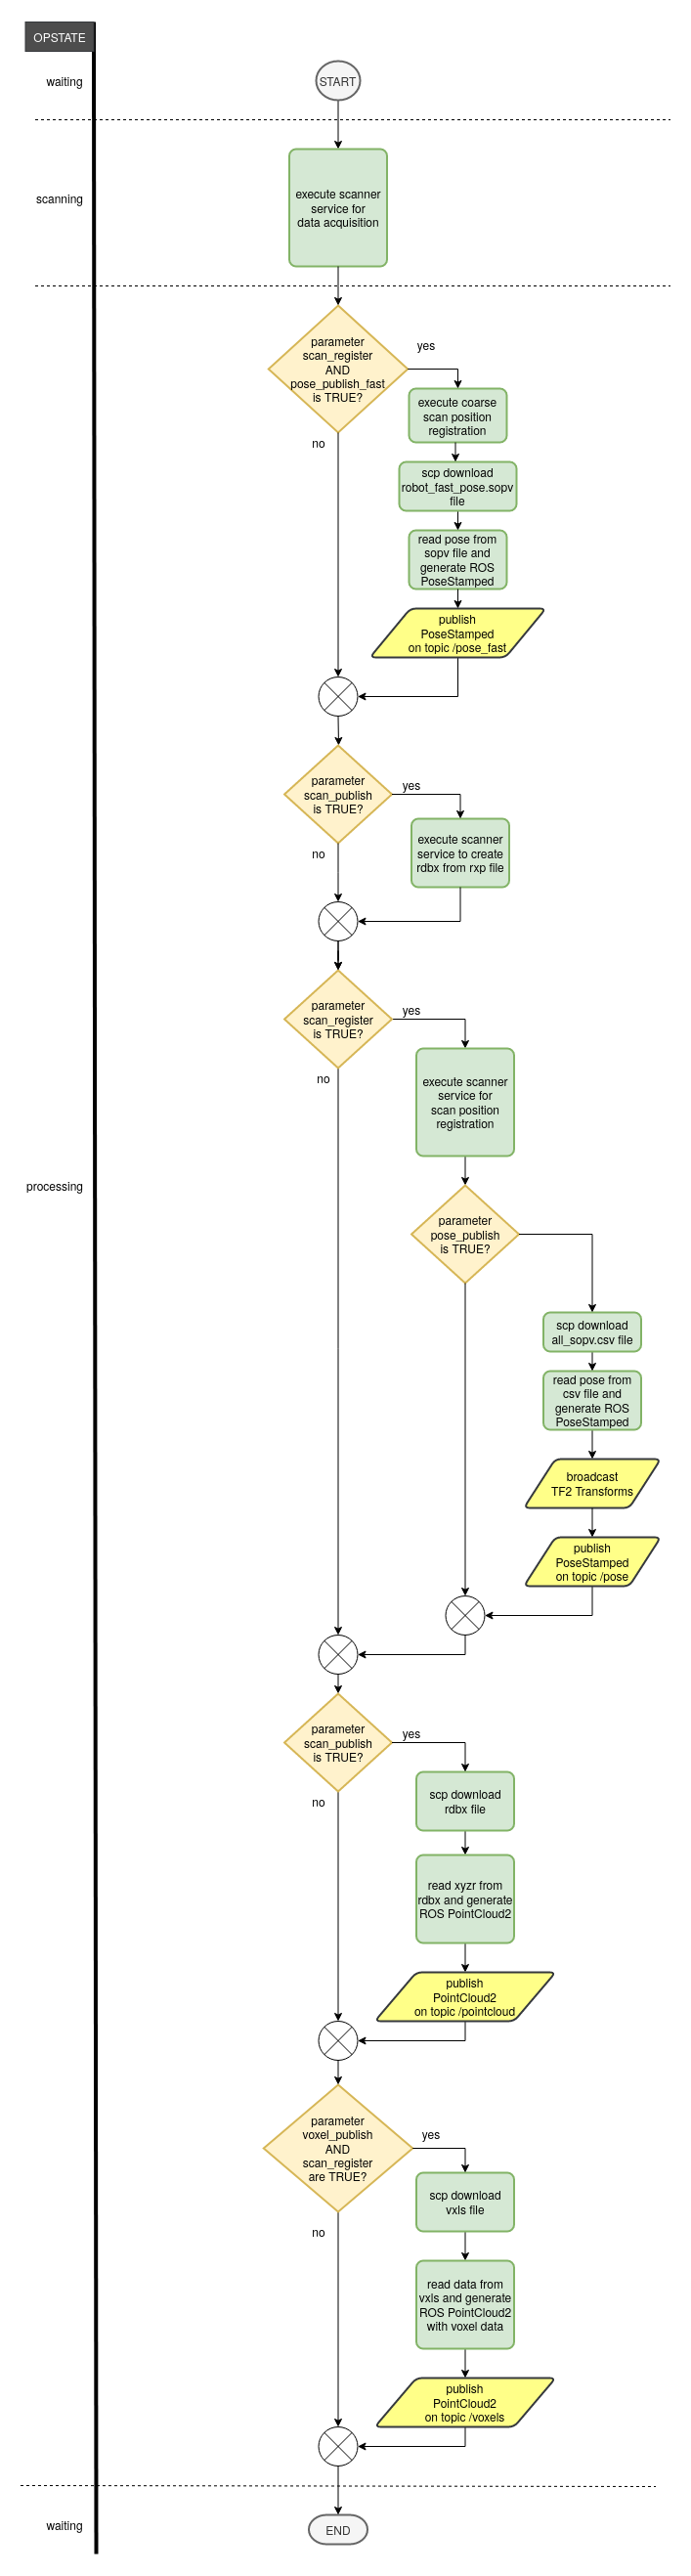 OPSTATE
waiting
START
scanning
execute scanner
service for
data acquisition
parameter
scan_register
AND
pose_publish_fast
is TRUE?
yes
no
execute coarse
scan position
registration
scp download
robot_fast_pose.sopv
file
read pose from
sopv file and
generate ROS
PoseStamped
publish
PoseStamped
on topic /pose_fast
parameter
scan_publish
is TRUE?
yes
no
execute scanner
service to create
rdbx from rxp file
parameter
scan_register
is TRUE?
yes
no
execute scanner
service for
scan position
registration
processing
parameter
pose_publish
is TRUE?
scp download
all_sopv.csv file
read pose from
csv file and
generate ROS
PoseStamped
broadcast
TF2 Transforms
publish
PoseStamped
on topic /pose
parameter
scan_publish
is TRUE?
yes
no
scp download
rdbx file
read xyzr from
rdbx and generate
ROS PointCloud2
publish
PointCloud2
on topic /pointcloud
parameter
voxel_publish
AND
scan_register
are TRUE?
yes
no
scp download
vxls file
read data from
vxls and generate
ROS PointCloud2
with voxel data
publish
PointCloud2
on topic /voxels
waiting
END